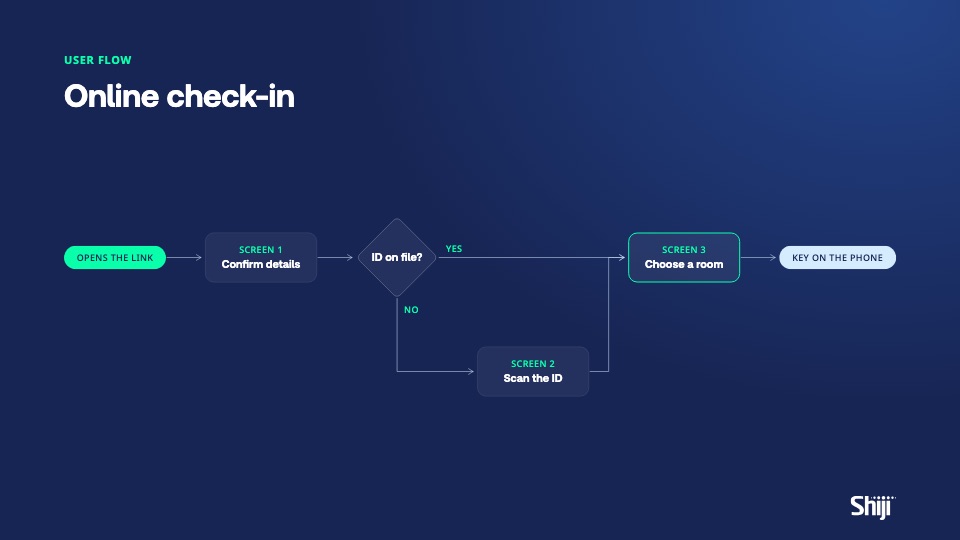 USER FLOW
Online check-in
OPENS THE LINK
SCREEN 1
Confirm details
ID on file?
YES
NO
SCREEN 2
Scan the ID
SCREEN 3
Choose a room
KEY ON THE PHONE
Shiji